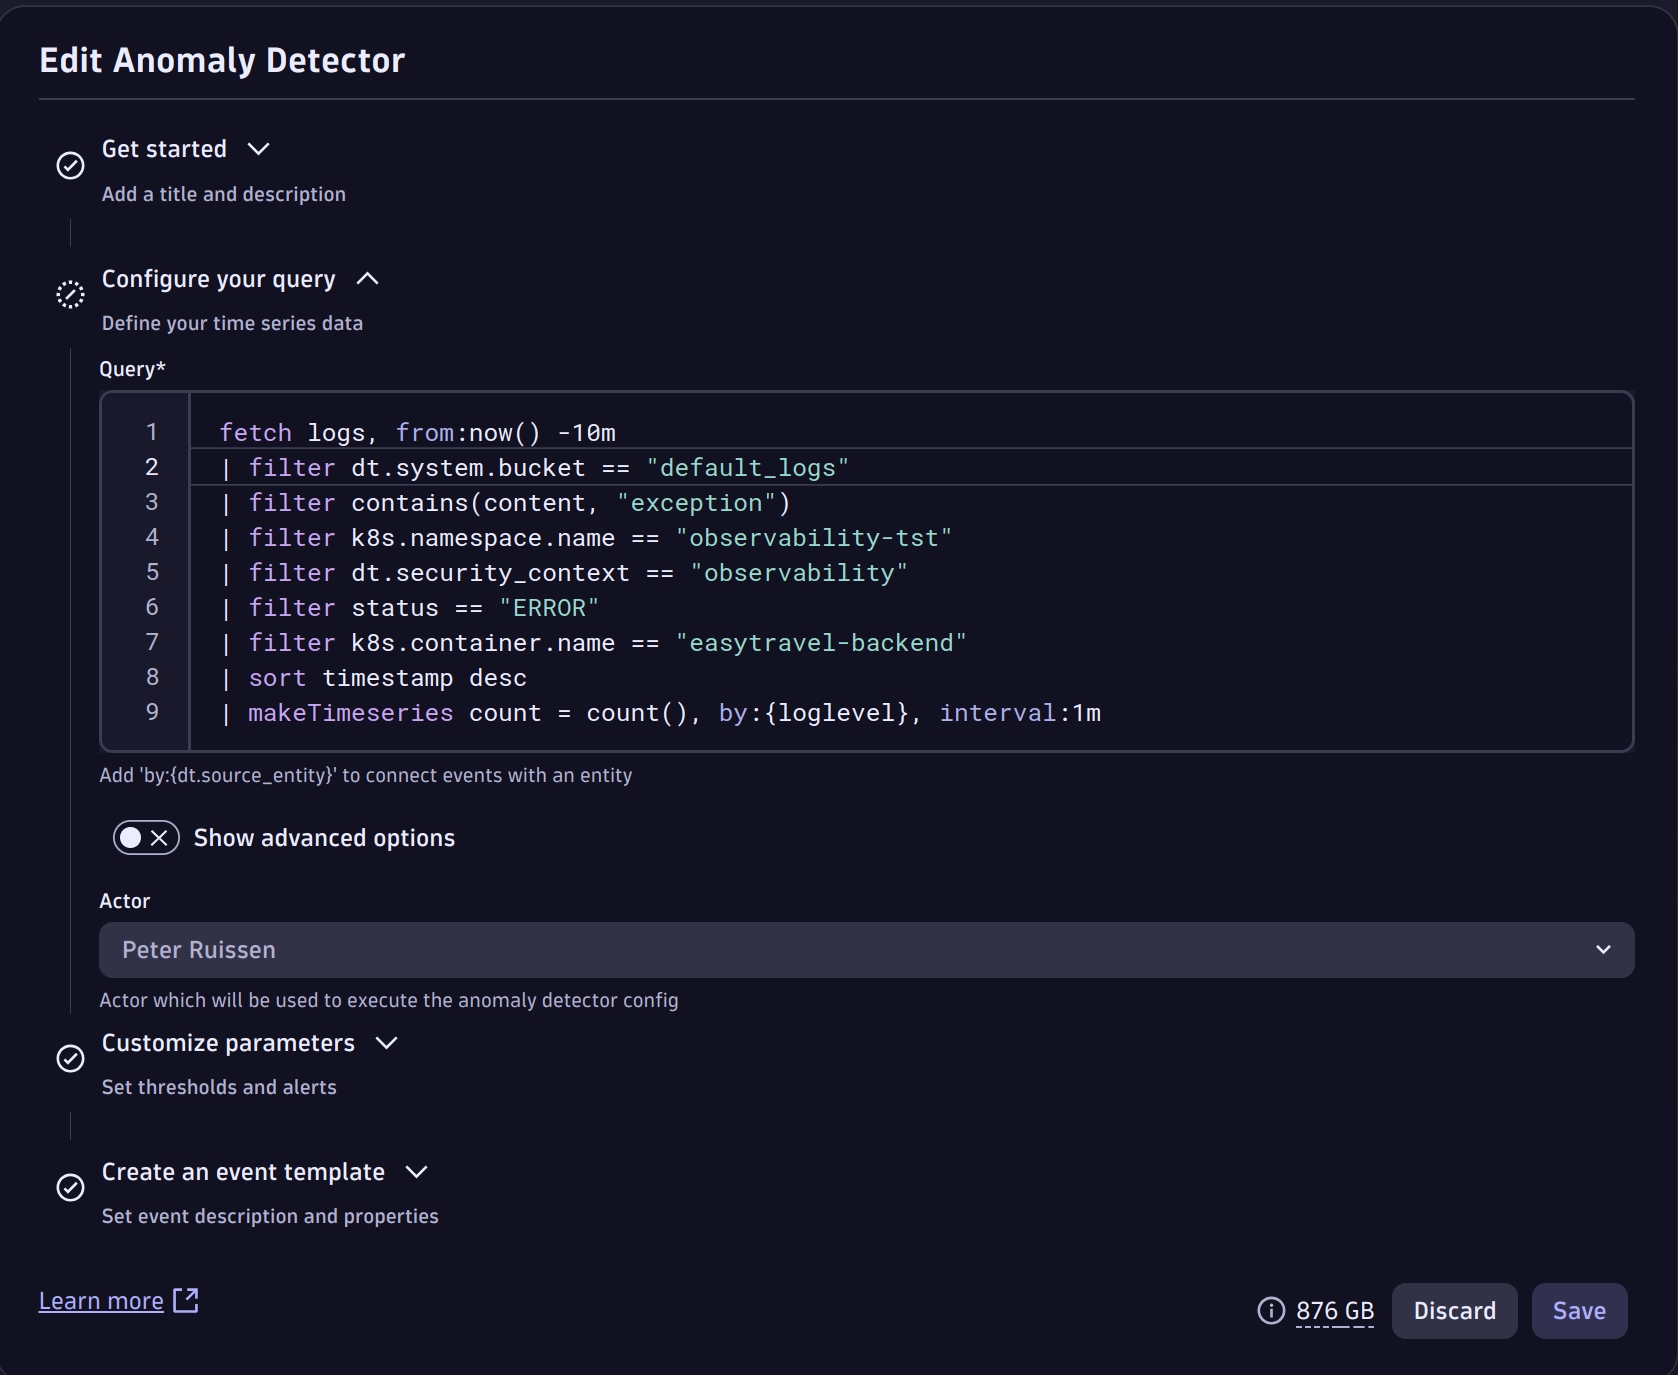 Edit Anomaly Detector
Get started
Add a title and description
Configure your query
Define your time series data
Query*
1 fetch logs, from:now() -10m
2 | filter dt.system.bucket == "default_logs"
3 | filter contains(content, "exception")
4 | filter k8s.namespace.name == "observability-tst"
5 | filter dt.security_context == "observability"
6 | filter status == "ERROR"
7 | filter k8s.container.name == "easytravel-backend"
8 | sort timestamp desc
9 | makeTimeseries count = count(), by:{loglevel}, interval:1m
Add 'by:{dt.source_entity}' to connect events with an entity
Show advanced options
Actor
Peter Ruissen
Actor which will be used to execute the anomaly detector config
Customize parameters
Set thresholds and alerts
Create an event template
Set event description and properties
Learn more
876 GB Discard Save